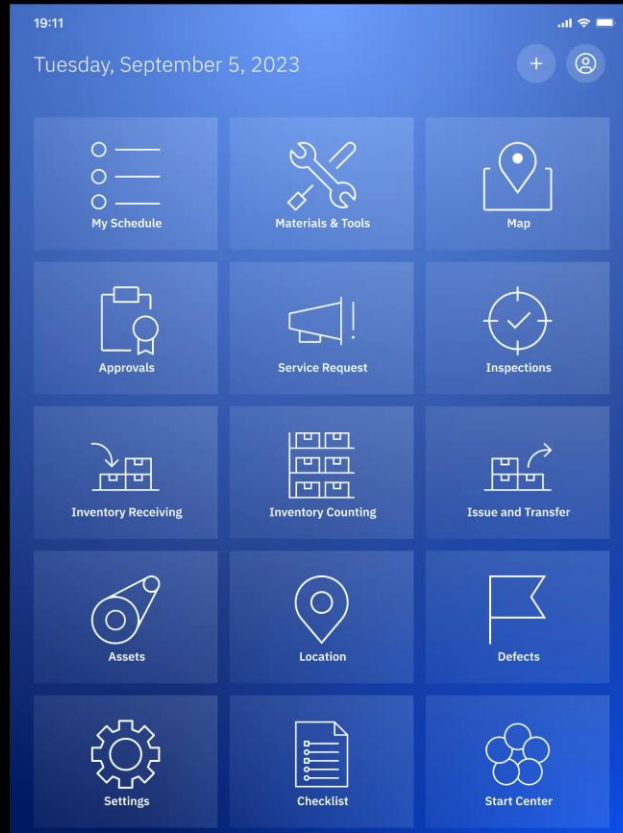 19:11
Tuesday, September 5, 2023
My Schedule
Materials & Tools
Map
Approvals
Service Request
Inspections
Inventory Receiving
Inventory Counting
Issue and Transfer
Assets
Location
Defects
Settings
Checklist
Start Center